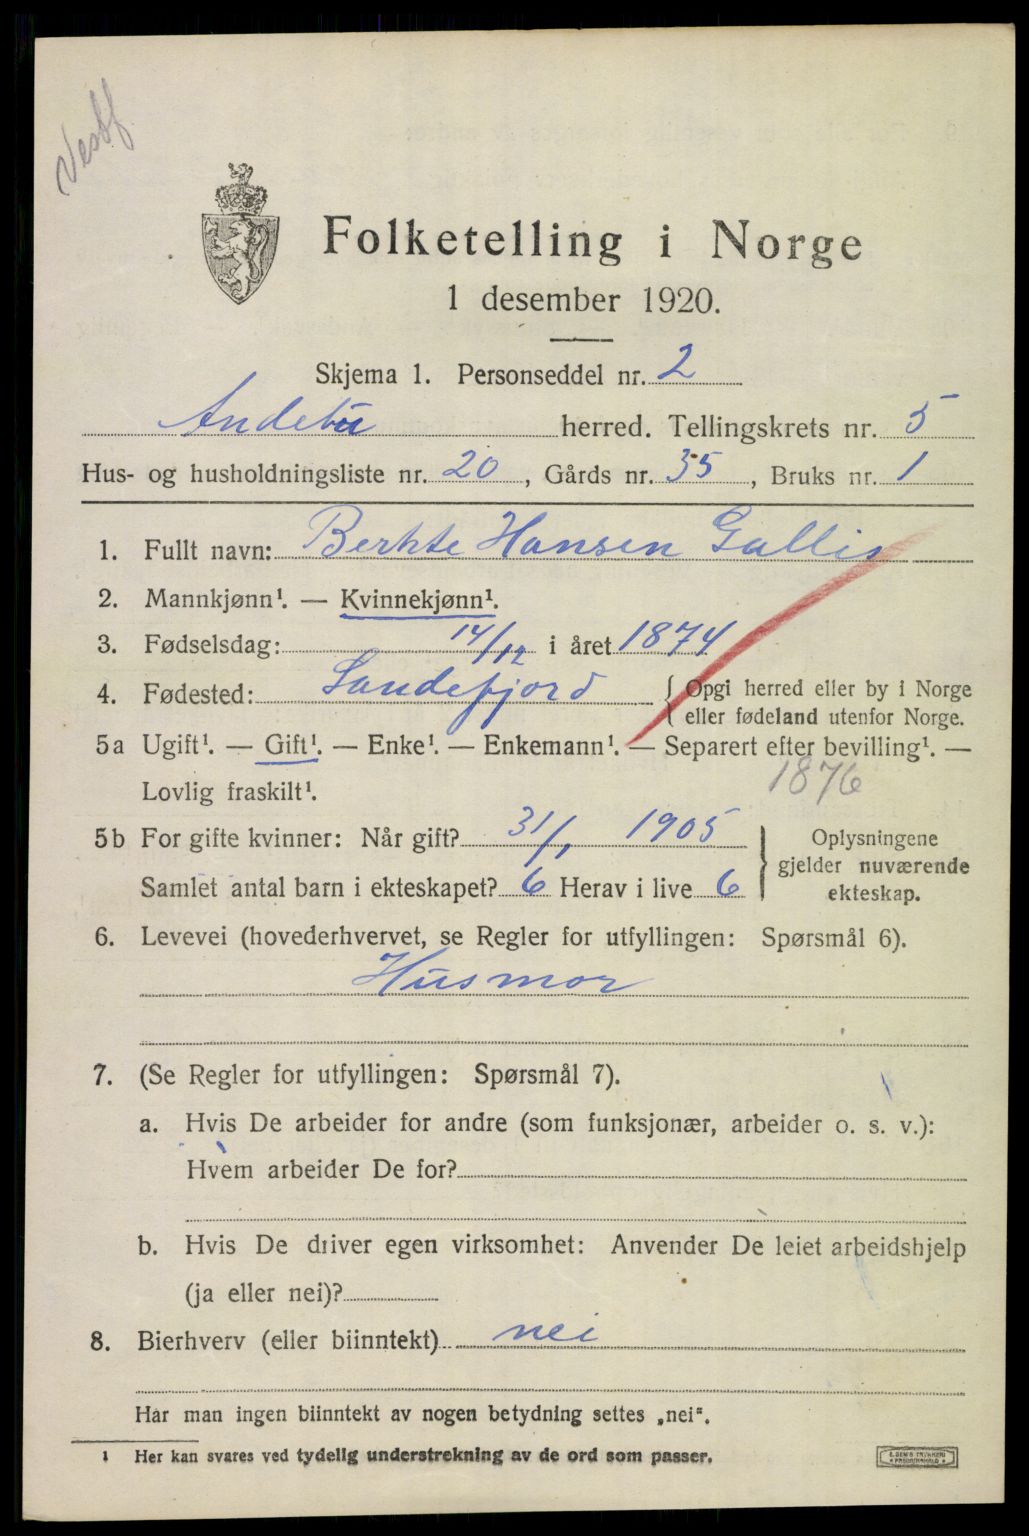 Vestf.
Folketelling i Norge
1 desember 1920.
Skjema 1. Personseddel nr. 2
Andebu herred. Tellingskrets nr. 5
Hus- og husholdningsliste nr. 20, Gårds nr. 35, Bruks nr. 1
1. Fullt navn: Berthe Hansen Gallis
2. Mannkjønn¹. — Kvinnekjønn¹.
3. Fødselsdag: 14/12 i året 1874
4. Fødested: Sandefjord { Opgi herred eller by i Norge
eller fødeland utenfor Norge.
5a Ugift¹. — Gift¹. — Enke¹. — Enkemann¹. — Separert efter bevilling¹. —
Lovlig fraskilt¹.
1876
5b For gifte kvinner: Når gift? 31/1 1905
Samlet antal barn i ekteskapet? 6 Herav i live 6
} Oplysningene
gjelder nuværende
ekteskap.
6. Levevei (hovederhvervet, se Regler for utfyllingen: Spørsmål 6).
Husmor
7. (Se Regler for utfyllingen: Spørsmål 7).
a. Hvis De arbeider for andre (som funksjonær, arbeider o. s. v.):
Hvem arbeider De for?
b. Hvis De driver egen virksomhet: Anvender De leiet arbeidshjelp
(ja eller nei)?
8. Bierhverv (eller biinntekt) nei
Har man ingen biinntekt av nogen betydning settes „nei".
¹ Her kan svares ved tydelig understrekning av de ord som passer.